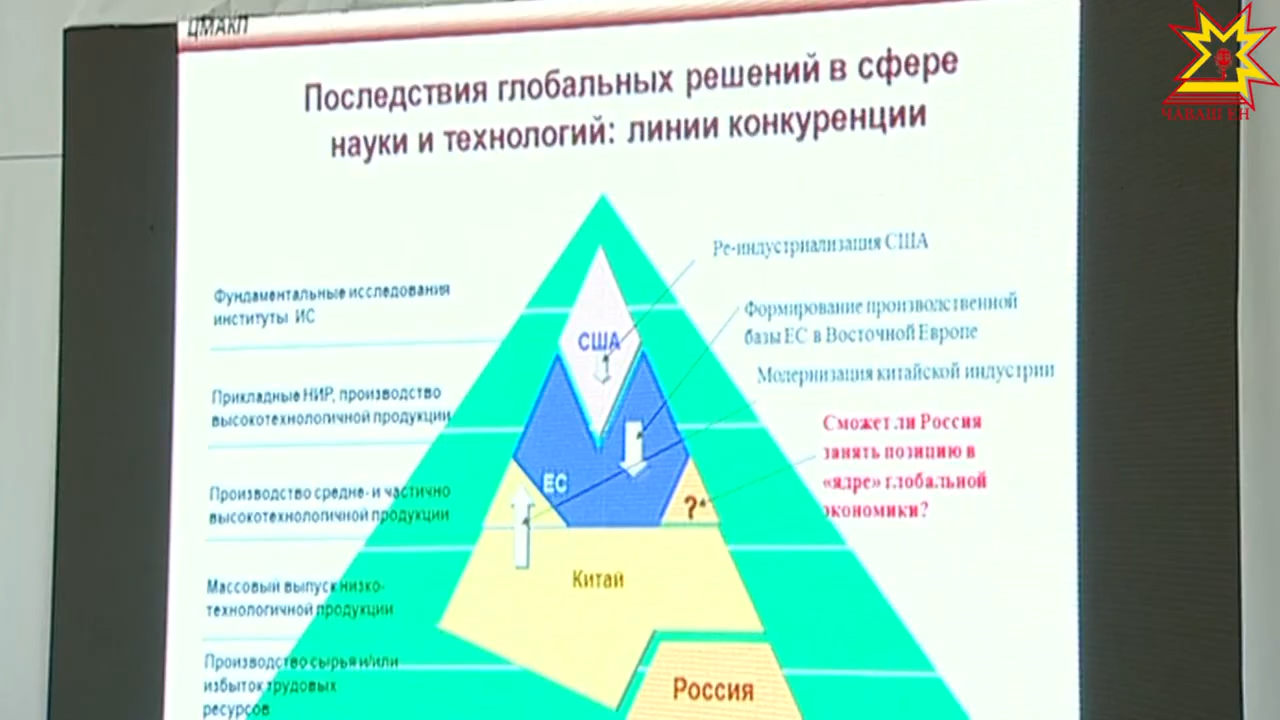 ЦМАКП
Последствия глобальных решений в сфере
науки и технологий: линии конкуренции
Фундаментальные исследования
институты ИС
Прикладные НИР, производство
высокотехнологичной продукции
Производство средне- и частично
высокотехнологичной продукции
Массовый выпуск низко-
технологичной продукции
Производство сырья и/или
избыток трудовых
ресурсов
США
ЕС
?
Китай
Россия
Ре-индустриализация США
Формирование производственной
базы ЕС в Восточной Европе
Модернизация китайской индустрии
Сможет ли Россия
занять позицию в
«ядре» глобальной
экономики?
ЧАВАШ ЕН